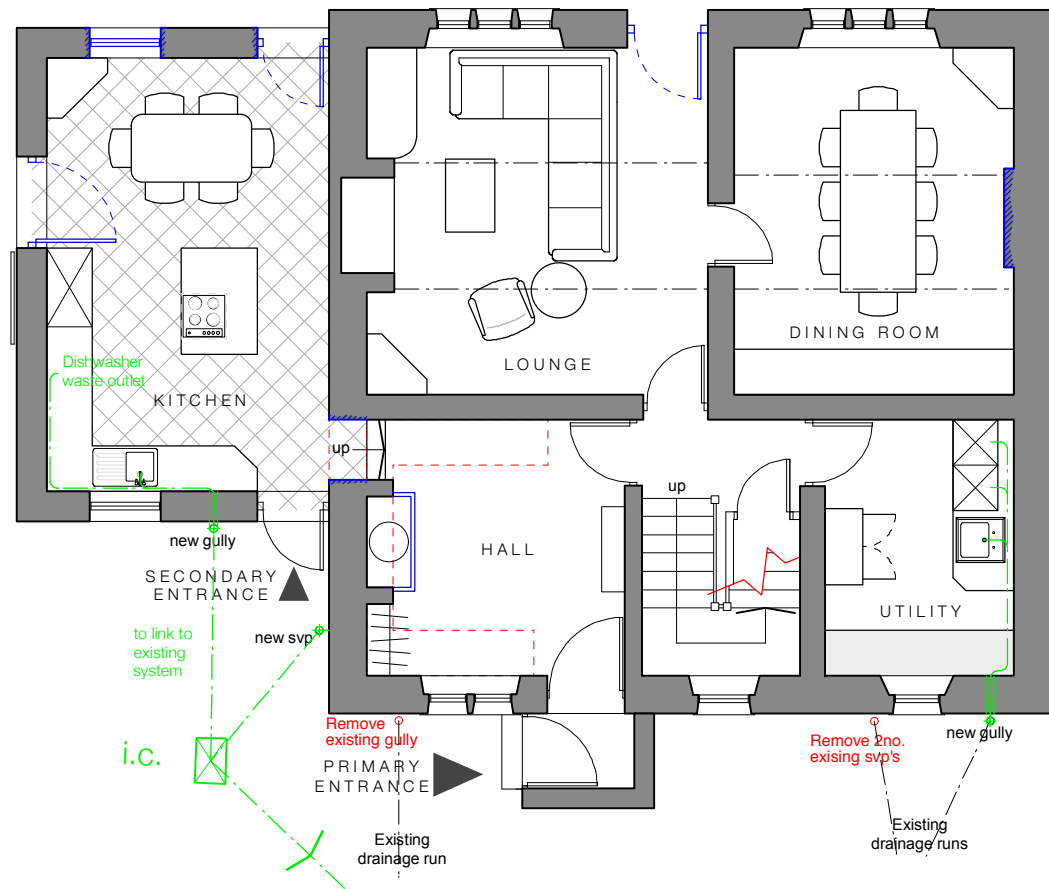 DINING ROOM
LOUNGE
Dishwasher
waste outlet
KITCHEN
up
up
HALL
new gully
SECONDARY
ENTRANCE
UTILITY
to link to
existing
system
new svp
Remove
existing gully
Remove 2no.
exising svp's
new gully
i.c.
PRIMARY
ENTRANCE
Existing
drainage run
Existing
drainage runs